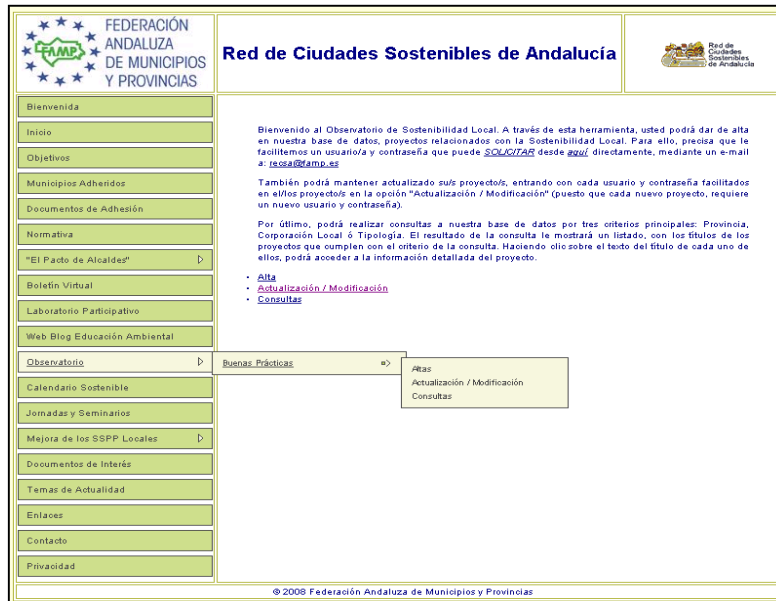 FEDERACIÓN
ANDALUZA
DE MUNICIPIOS
Y PROVINCIAS
FAMP
Red de Ciudades Sostenibles de Andalucía
Red de
Ciudades
Sostenibles
de Andalucía
Bienvenida
Inicio
Objetivos
Municipios Adheridos
Documentos de Adhesión
Normativa
"El Pacto de Alcaldes"
Boletín Virtual
Laboratorio Participativo
Web Blog Educación Ambiental
Observatorio
Calendario Sostenible
Jornadas y Seminarios
Mejora de los SSPP Locales
Documentos de Interés
Temas de Actualidad
Enlaces
Contacto
Privacidad
Bienvenido al Observatorio de Sostenibilidad Local. A través de esta herramienta, usted podrá dar de alta
en nuestra base de datos, proyectos relacionados con la Sostenibilidad Local. Para ello, precisa que le
facilitemos un usuario/a y contraseña que puede SOLICITAR desde aquí directamente, mediante un e-mail
a: recsa@famp.es
También podrá mantener actualizado su/s proyecto/s, entrando con cada usuario y contraseña facilitados
en el/los proyecto/s en la opción "Actualización / Modificación" (puesto que cada nuevo proyecto, requiere
un nuevo usuario y contraseña).
Por útlimo, podrá realizar consultas a nuestra base de datos por tres criterios principales: Provincia,
Corporación Local ó Tipología. El resultado de la consulta le mostrará un listado, con los títulos de los
proyectos que cumplen con el criterio de la consulta. Haciendo clic sobre el texto del título de cada uno de
ellos, podrá acceder a la información detallada del proyecto.
• Alta
• Actualización / Modificación
• Consultas
Buenas Prácticas =>
Altas
Actualización / Modificación
Consultas
© 2008 Federación Andaluza de Municipios y Provincias